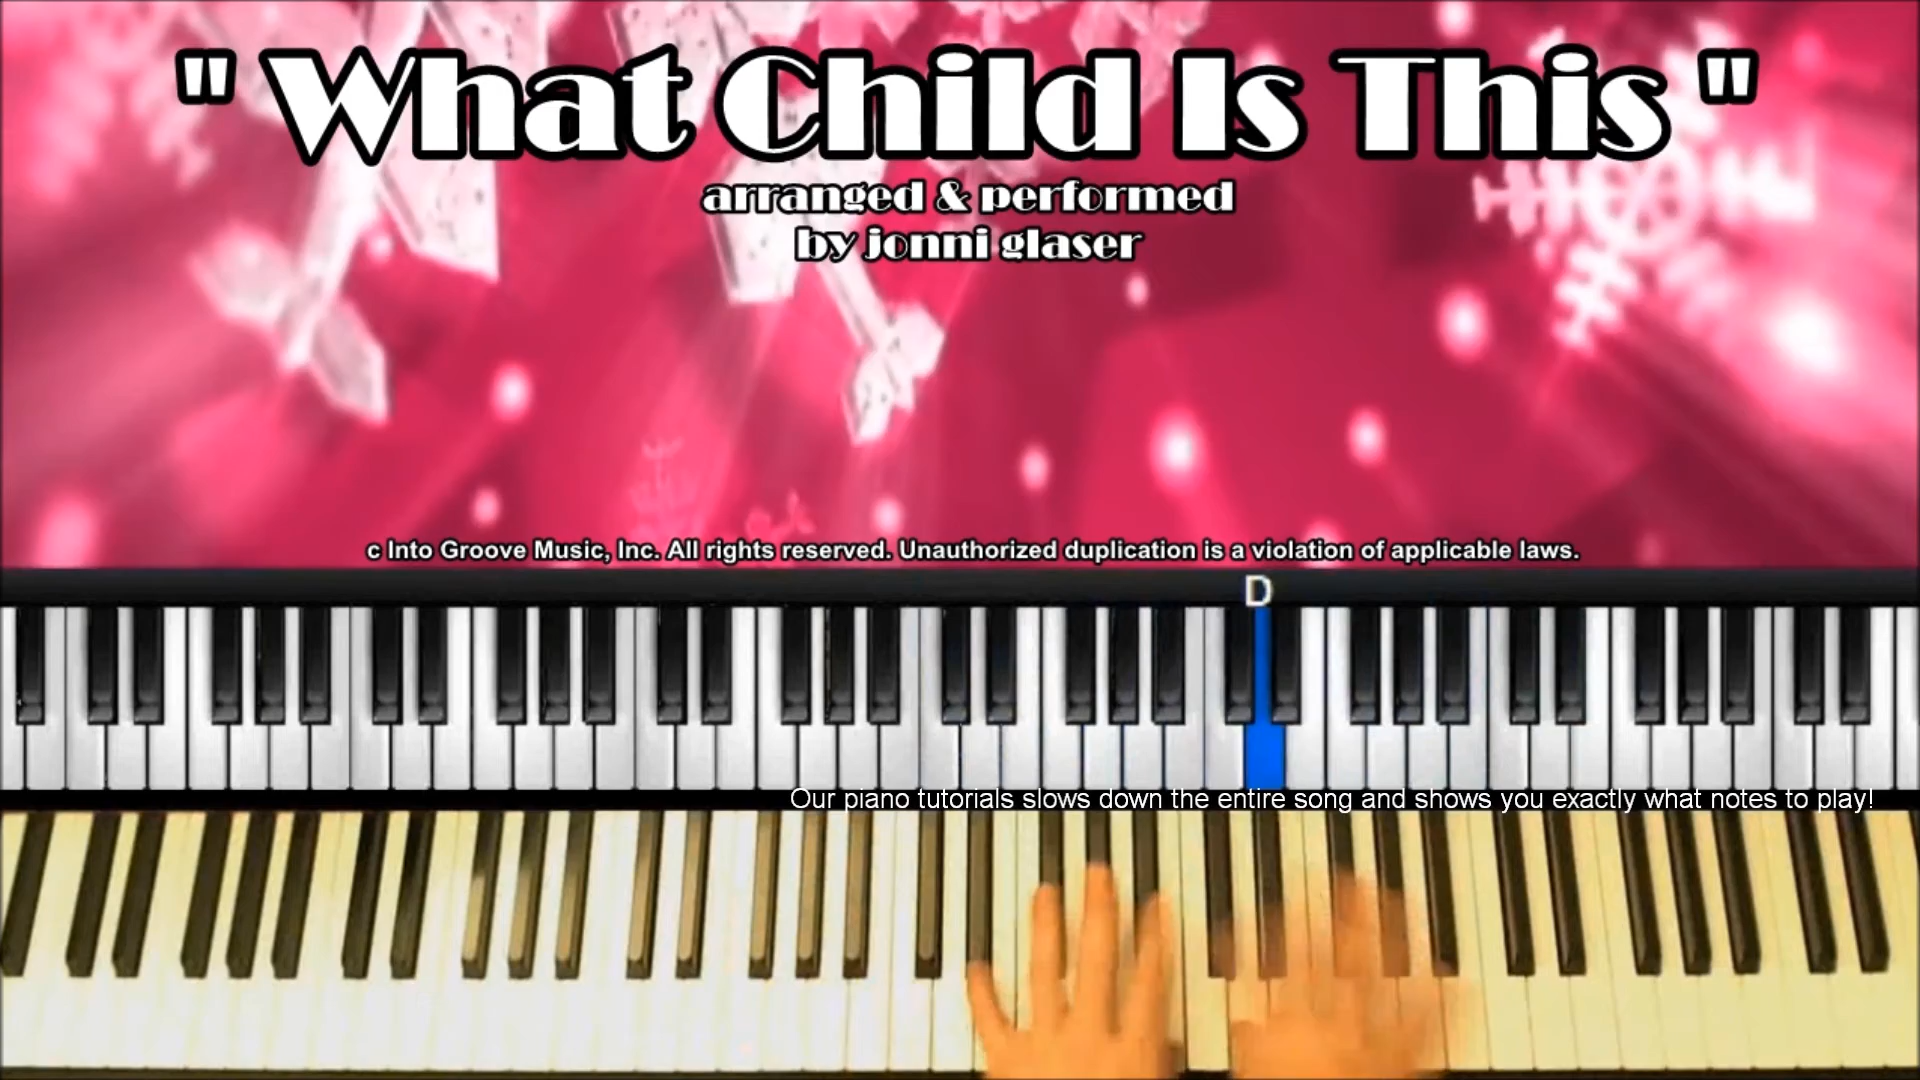 " What Child Is This "
arranged & performed
by jonni glaser
c Into Groove Music, Inc. All rights reserved. Unauthorized duplication is a violation of applicable laws.
D
Our piano tutorials slows down the entire song and shows you exactly what notes to play!